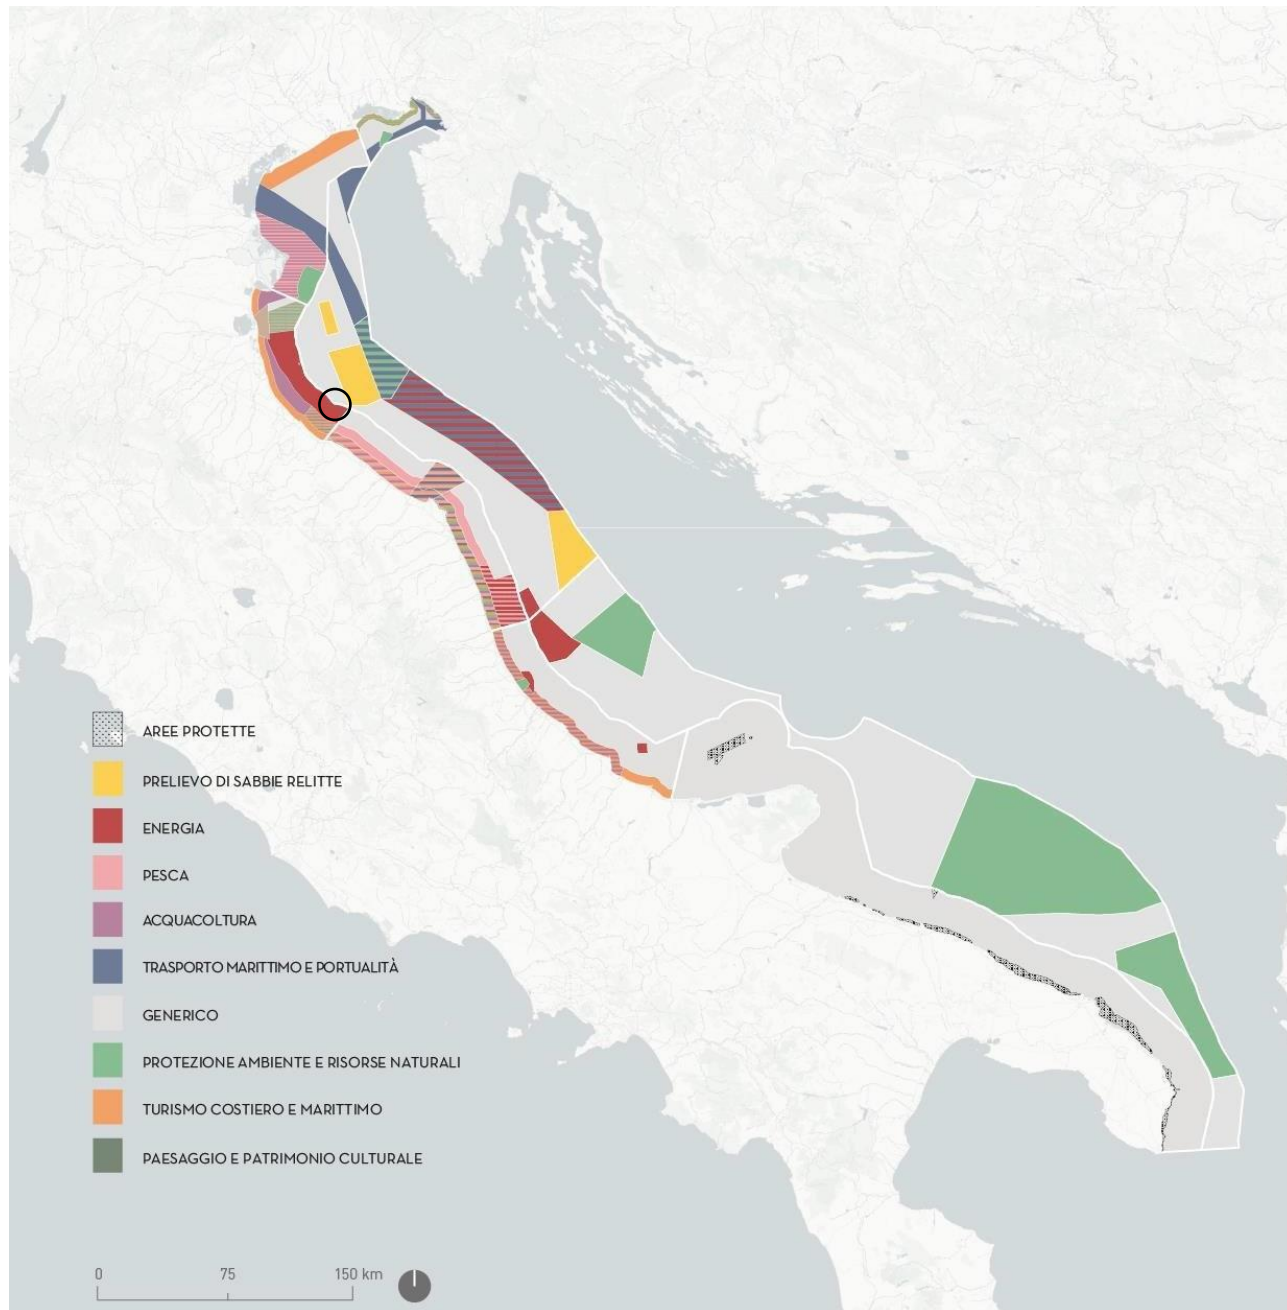 AREE PROTETTE
PRELIEVO DI SABBIE RELITTE
ENERGIA
PESCA
ACQUACOLTURA
TRASPORTO MARITTIMO E PORTUALITÀ
GENERICO
PROTEZIONE AMBIENTE E RISORSE NATURALI
TURISMO COSTIERO E MARITTIMO
PAESAGGIO E PATRIMONIO CULTURALE
0 75 150 km